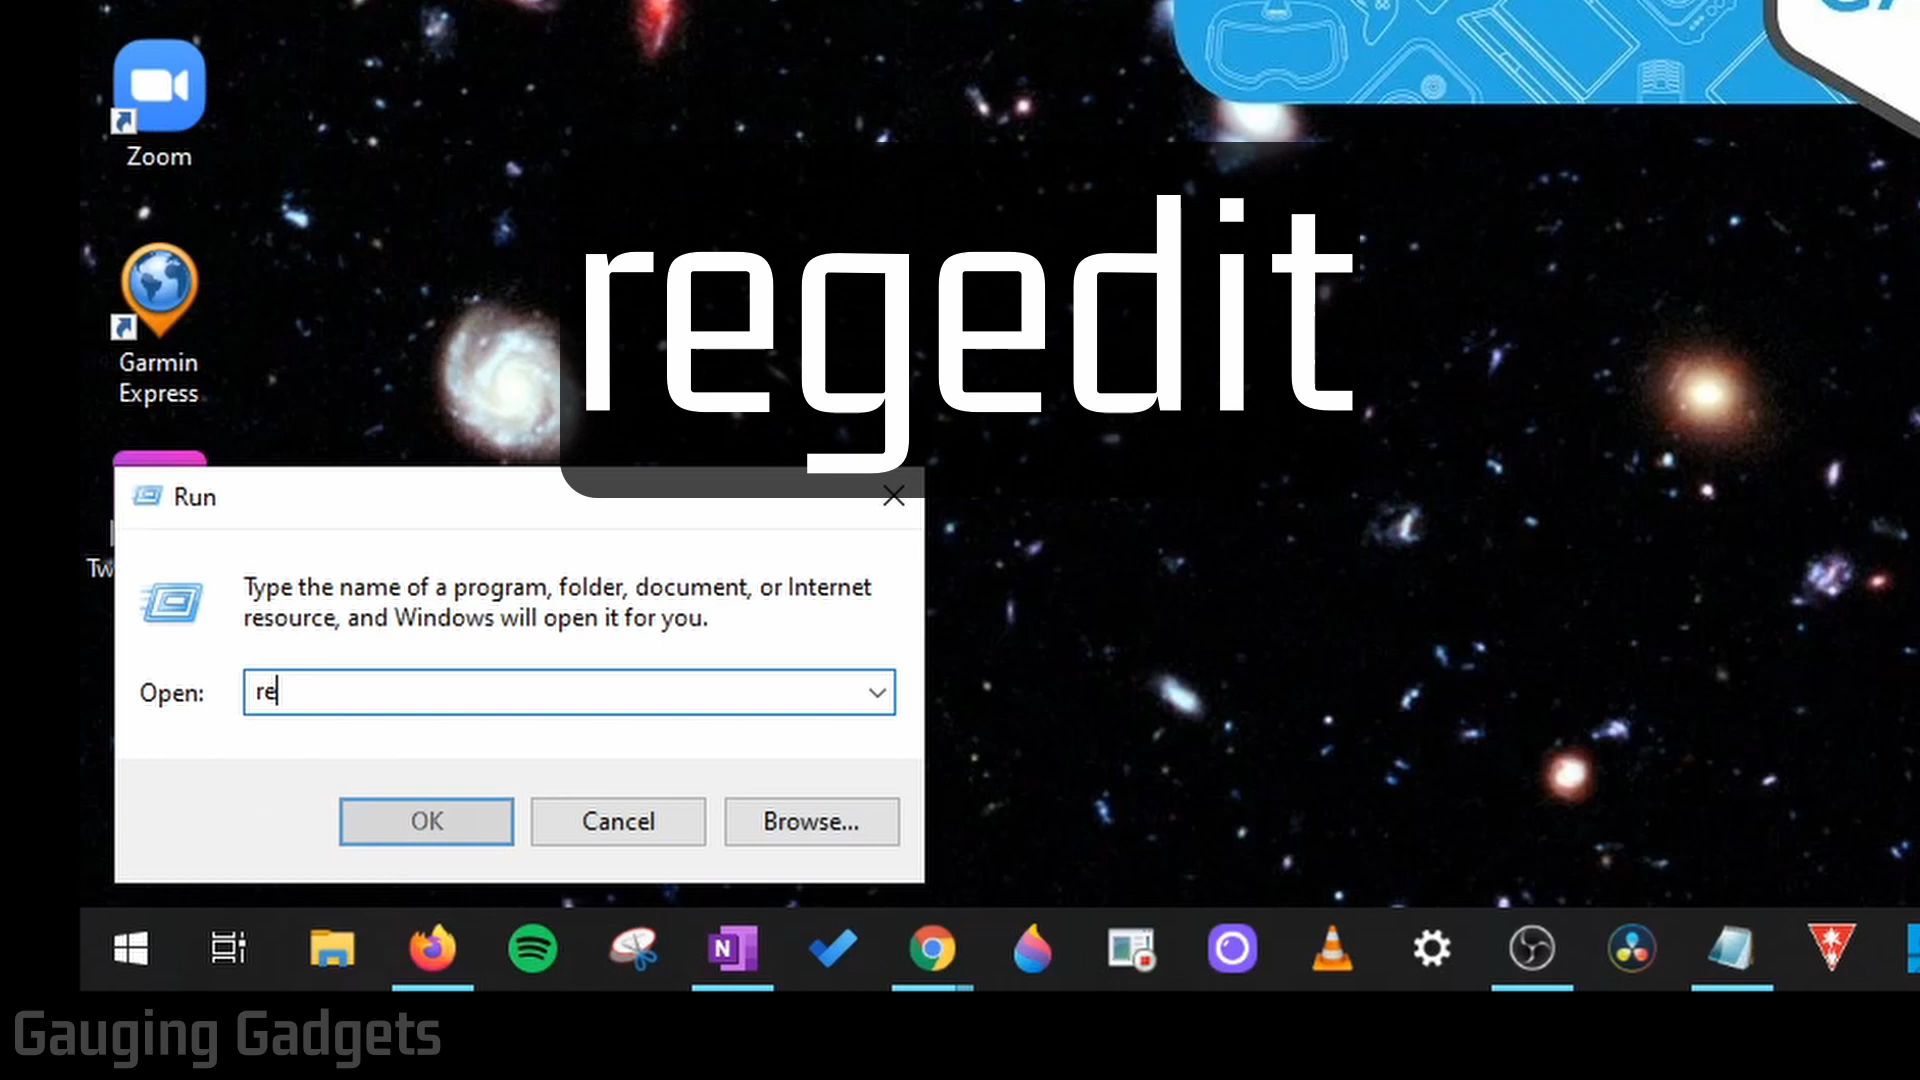 Zoom
regedit
Garmin
Express
Run
Tw
Type the name of a program, folder, document, or Internet
resource, and Windows will open it for you.
Open:
re
OK
Cancel
Browse...
N
Gauging Gadgets